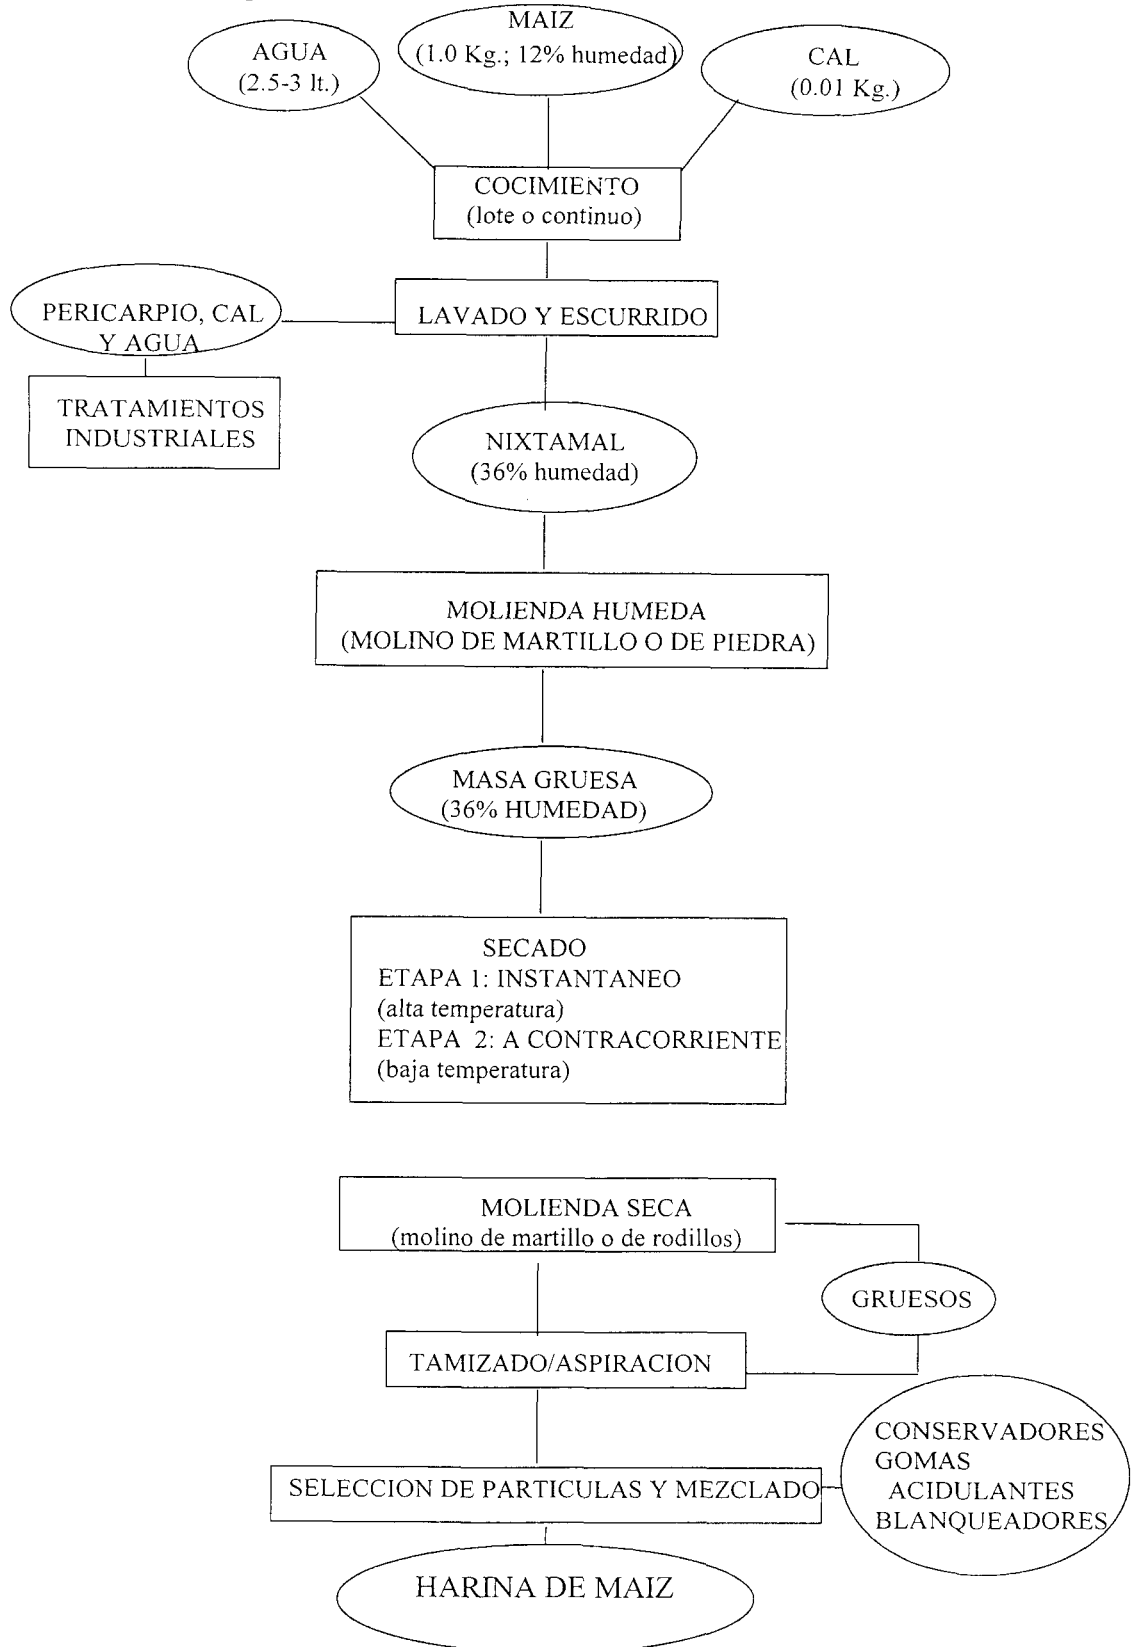 MAIZ
(1.0 Kg.; 12% humedad)
AGUA
(2.5-3 lt.)
CAL
(0.01 Kg.)
COCIMIENTO
(lote o continuo)
LAVADO Y ESCURRIDO
PERICARPIO, CAL
Y AGUA
TRATAMIENTOS
INDUSTRIALES
NIXTAMAL
(36% humedad)
MOLIENDA HUMEDA
(MOLINO DE MARTILLO O DE PIEDRA)
MASA GRUESA
(36% HUMEDAD)
SECADO
ETAPA 1: INSTANTANEO
(alta temperatura)
ETAPA 2: A CONTRACORRIENTE
(baja temperatura)
MOLIENDA SECA
(molino de martillo o de rodillos)
GRUESOS
TAMIZADO/ASPIRACION
CONSERVADORES
GOMAS
ACIDULANTES
BLANQUEADORES
SELECCION DE PARTICULAS Y MEZCLADO
HARINA DE MAIZ